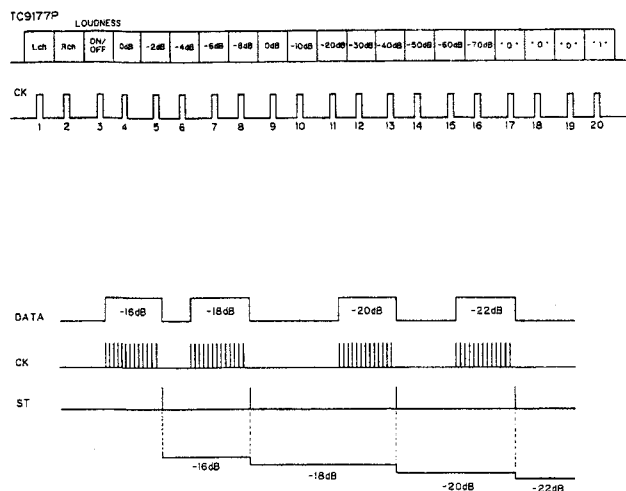 TC9177P
LOUDNESS
Lch Rch ON/OFF 0dB -2dB -4dB -6dB -8dB 0dB -10dB -20dB -30dB -40dB -50dB -60dB -70dB "0" "0" "0" "1"
CK
1 2 3 4 5 6 7 8 9 10 11 12 13 14 15 16 17 18 19 20
DATA -16dB -18dB -20dB -22dB
CK
ST
-16dB -18dB -20dB -22dB